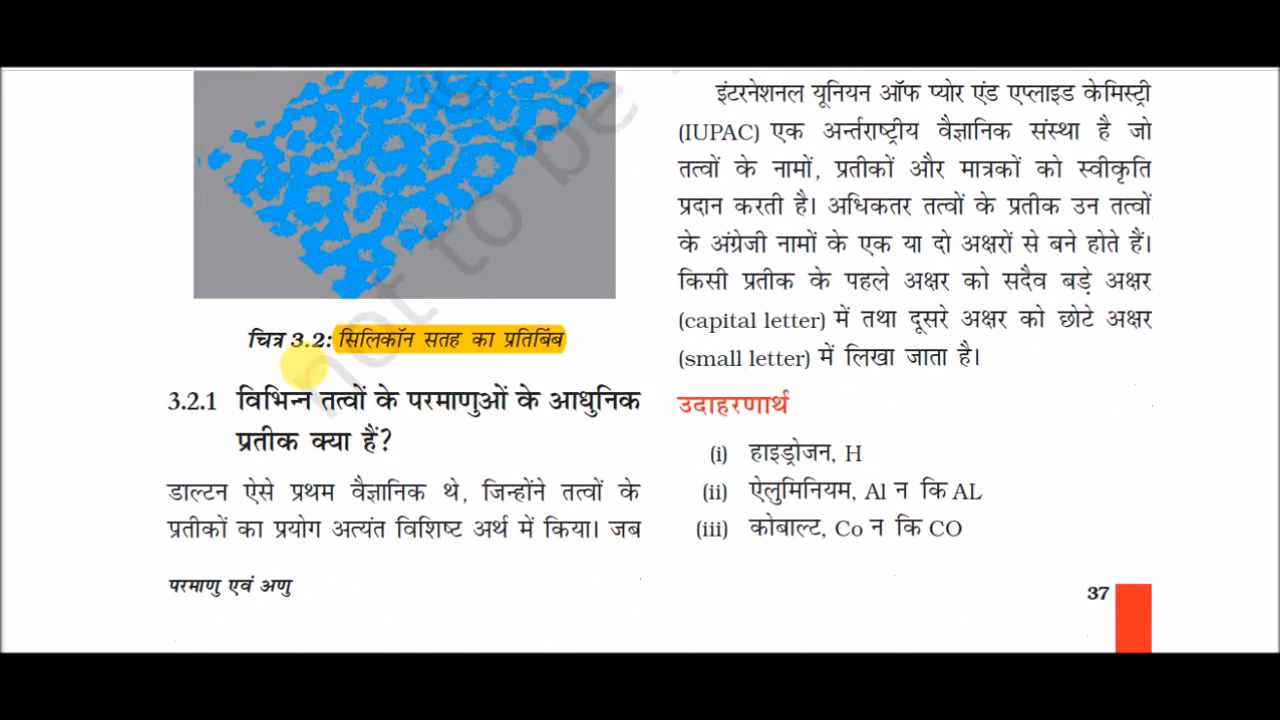 चित्र 3.2: सिलिकॉन सतह का प्रतिबिंब
3.2.1 विभिन्न तत्वों के परमाणुओं के आधुनिक
प्रतीक क्या हैं?
डाल्टन ऐसे प्रथम वैज्ञानिक थे, जिन्होंने तत्वों के
प्रतीकों का प्रयोग अत्यंत विशिष्ट अर्थ में किया। जब
परमाणु एवं अणु
इंटरनेशनल यूनियन ऑफ प्योर एंड एप्लाइड केमिस्ट्री
(IUPAC) एक अर्न्तराष्ट्रीय वैज्ञानिक संस्था है जो
तत्वों के नामों, प्रतीकों और मात्रकों को स्वीकृति
प्रदान करती है। अधिकतर तत्वों के प्रतीक उन तत्वों
के अंग्रेजी नामों के एक या दो अक्षरों से बने होते हैं।
किसी प्रतीक के पहले अक्षर को सदैव बड़े अक्षर
(capital letter) में तथा दूसरे अक्षर को छोटे अक्षर
(small letter) में लिखा जाता है।
उदाहरणार्थ
(i) हाइड्रोजन, H
(ii) ऐलुमिनियम, Al न कि AL
(iii) कोबाल्ट, Co न कि CO
37
not to be